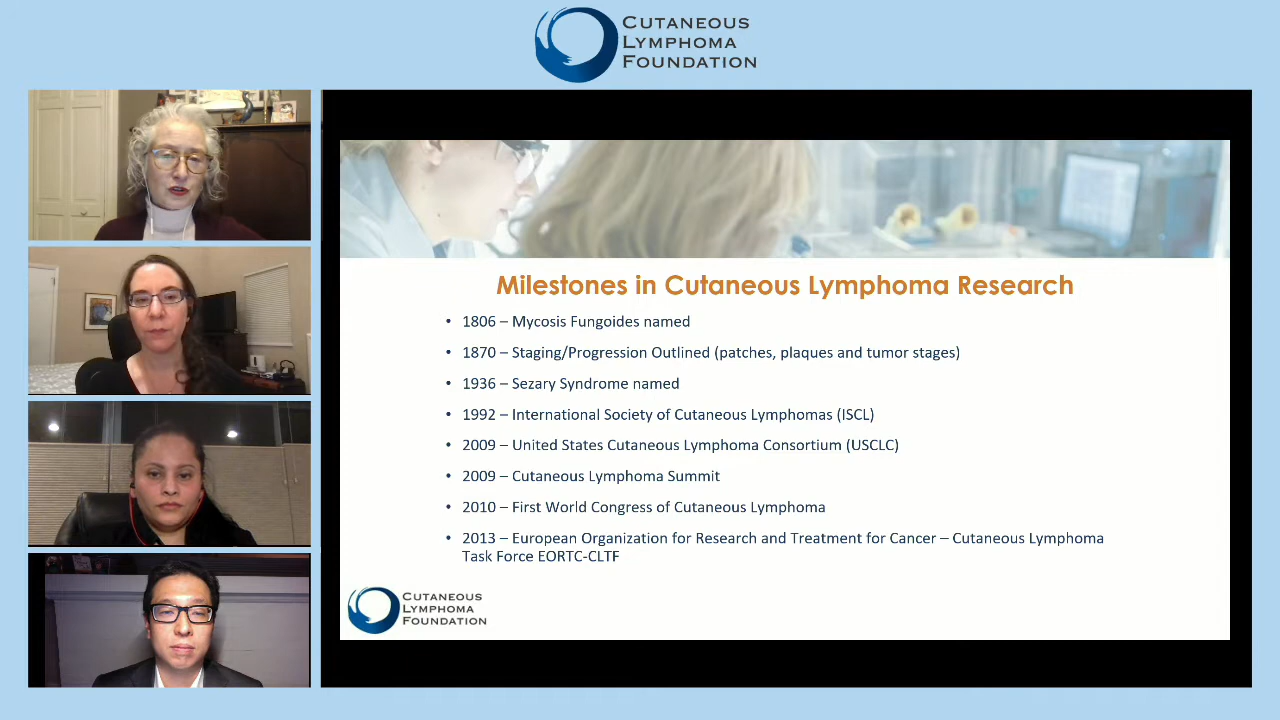 CUTANEOUS
LYMPHOMA
FOUNDATION
Milestones in Cutaneous Lymphoma Research
• 1806 – Mycosis Fungoides named
• 1870 – Staging/Progression Outlined (patches, plaques and tumor stages)
• 1936 – Sezary Syndrome named
• 1992 – International Society of Cutaneous Lymphomas (ISCL)
• 2009 – United States Cutaneous Lymphoma Consortium (USCLC)
• 2009 – Cutaneous Lymphoma Summit
• 2010 – First World Congress of Cutaneous Lymphoma
• 2013 – European Organization for Research and Treatment for Cancer – Cutaneous Lymphoma
Task Force EORTC-CLTF
CUTANEOUS
LYMPHOMA
FOUNDATION